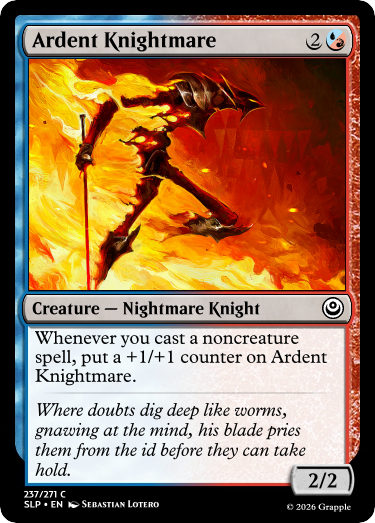 Ardent Knightmare 2
Creature — Nightmare Knight
Whenever you cast a noncreature
spell, put a +1/+1 counter on Ardent
Knightmare.
Where doubts dig deep like worms,
gnawing at the mind, his blade pries
them from the id before they can take
hold.
2/2
237/271 C
SLP • EN Sebastian Lotero
© 2026 Grapple